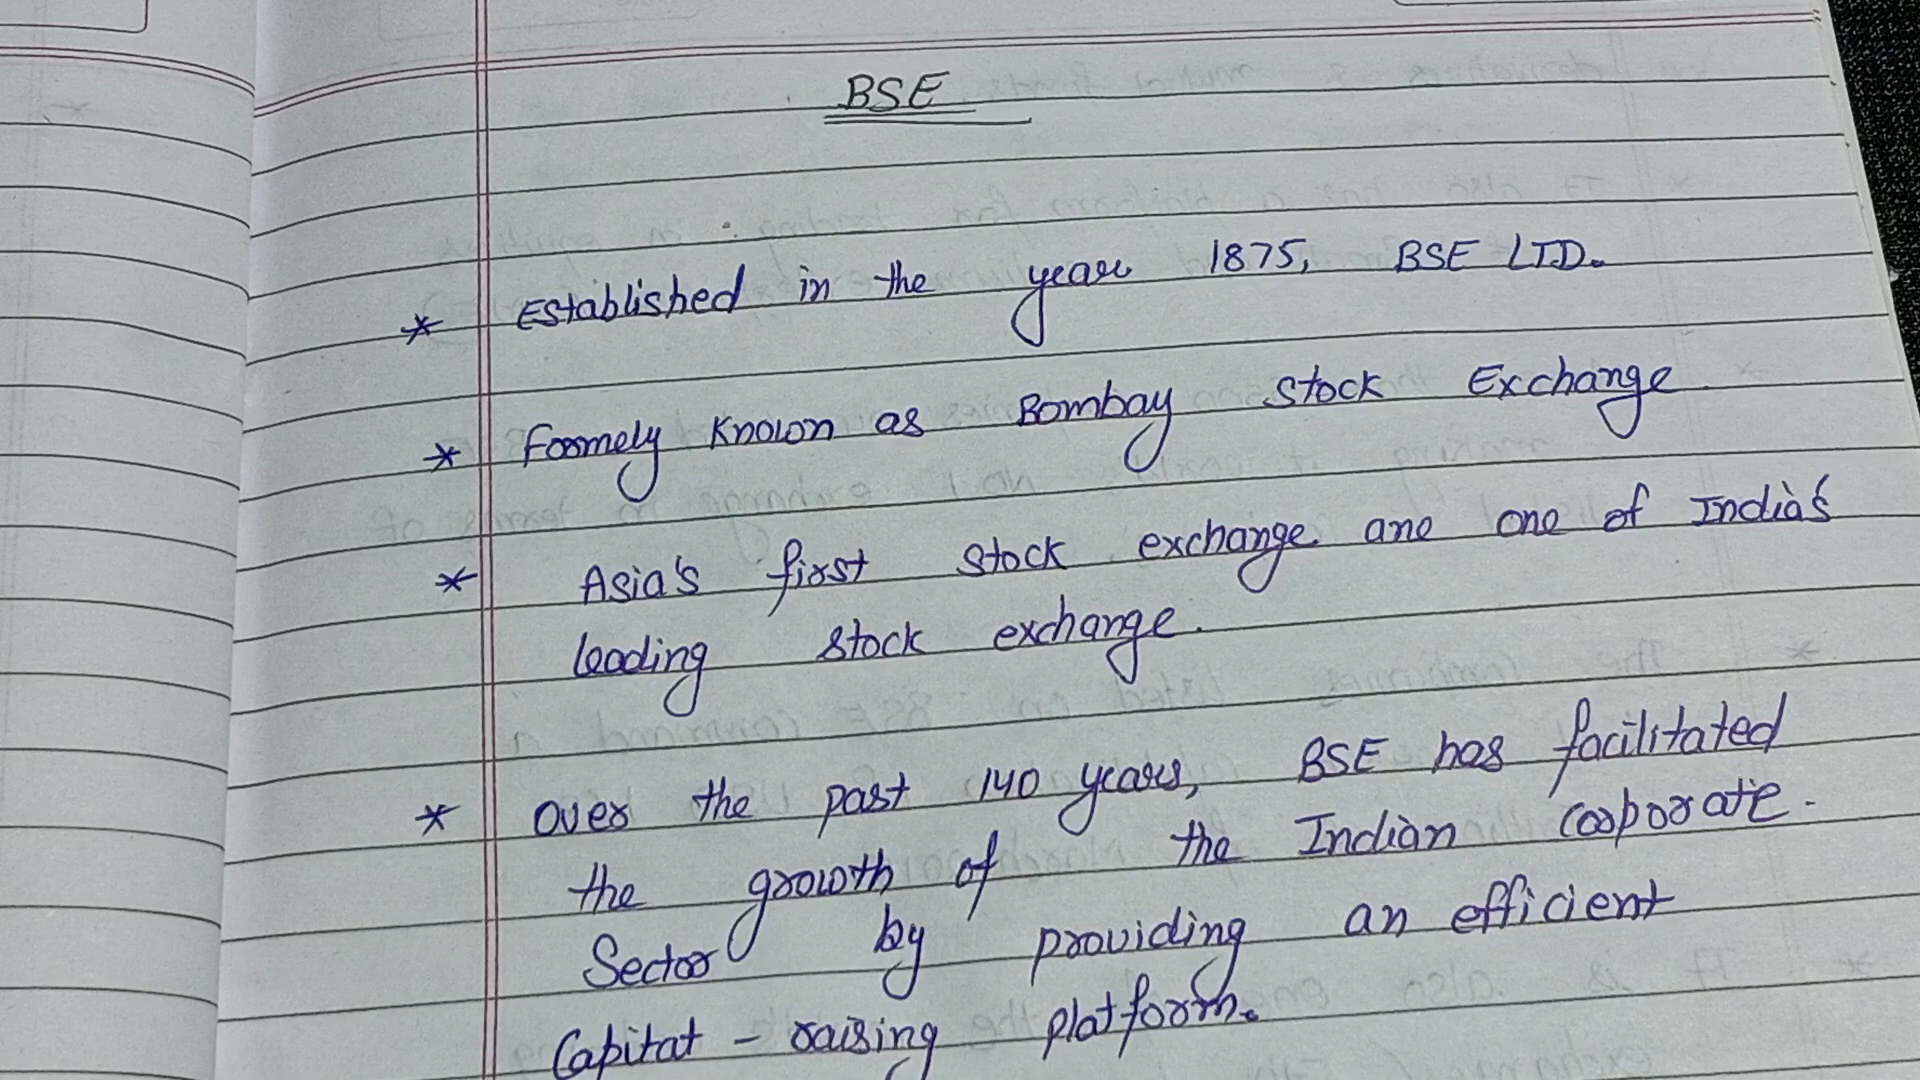 BSE
* Established in the year 1875, BSE LTD.
* Formely Known as Bombay Stock Exchange
* Asia's first stock exchange ane one of India's
leading stock exchange.
* over the past 140 years, BSE has facilitated
the growth of the Indian corporate.
Sector by providing an efficient
Capitat - raising platform.